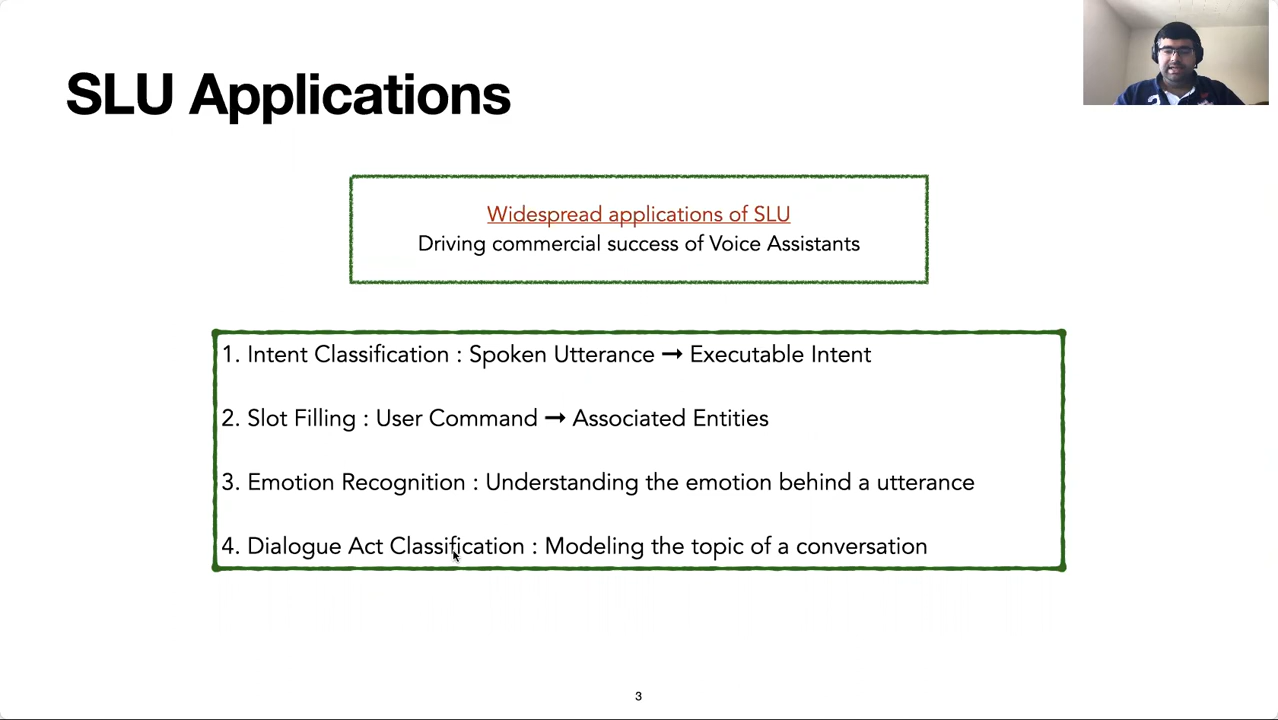 SLU Applications
Widespread applications of SLU
Driving commercial success of Voice Assistants
1. Intent Classification : Spoken Utterance ➞ Executable Intent
2. Slot Filling : User Command ➞ Associated Entities
3. Emotion Recognition : Understanding the emotion behind a utterance
4. Dialogue Act Classification : Modeling the topic of a conversation
3